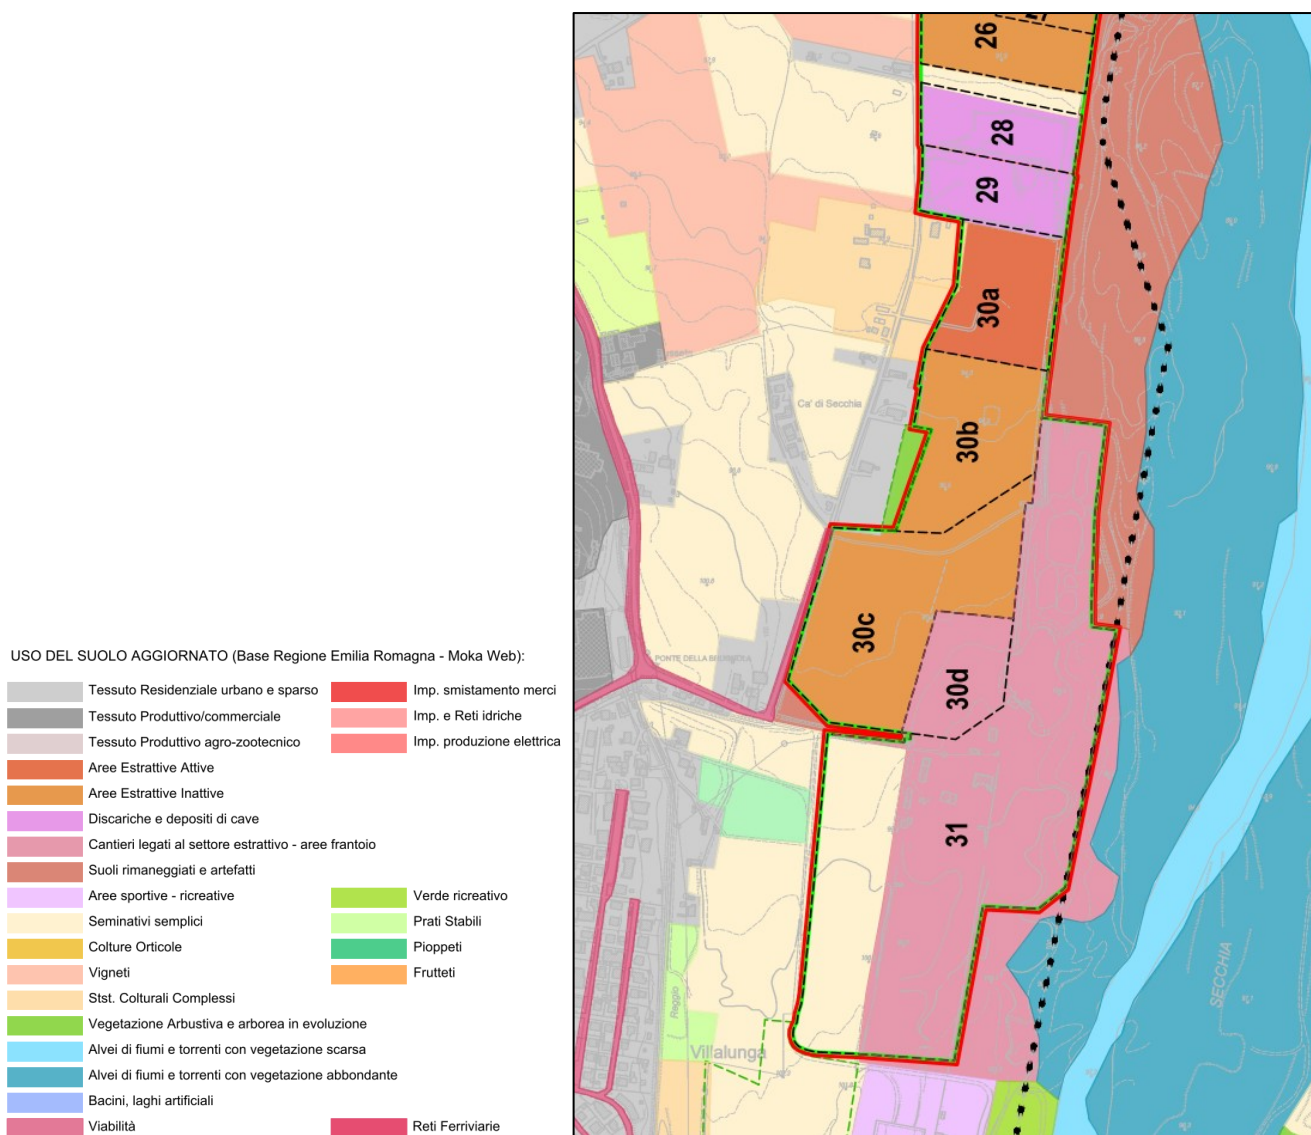 USO DEL SUOLO AGGIORNATO (Base Regione Emilia Romagna - Moka Web):
Tessuto Residenziale urbano e sparso
Imp. smistamento merci
Tessuto Produttivo/commerciale
Imp. e Reti idriche
Tessuto Produttivo agro-zootecnico
Imp. produzione elettrica
Aree Estrattive Attive
Aree Estrattive Inattive
Discariche e depositi di cave
Cantieri legati al settore estrattivo - aree frantoio
Suoli rimaneggiati e artefatti
Aree sportive - ricreative
Verde ricreativo
Seminativi semplici
Prati Stabili
Colture Orticole
Pioppeti
Vigneti
Frutteti
Stst. Colturali Complessi
Vegetazione Arbustiva e arborea in evoluzione
Alvei di fiumi e torrenti con vegetazione scarsa
Alvei di fiumi e torrenti con vegetazione abbondante
Bacini, laghi artificiali
Viabilità
Reti Ferroviarie
26
28
29
30a
Ca' di Secchia
30b
30c
30d
31
SECCHIA
Reggio
Villalunga